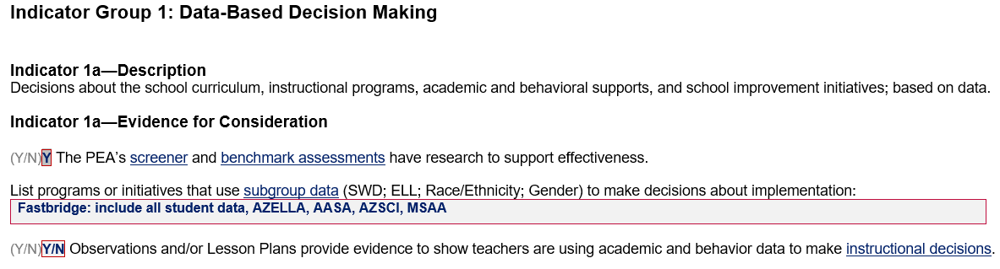 Indicator Group 1: Data-Based Decision Making
Indicator 1a—Description
Decisions about the school curriculum, instructional programs, academic and behavioral supports, and school improvement initiatives; based on data.
Indicator 1a—Evidence for Consideration
(Y/N)Y The PEA's screener and benchmark assessments have research to support effectiveness.
List programs or initiatives that use subgroup data (SWD; ELL; Race/Ethnicity; Gender) to make decisions about implementation:
Fastbridge: include all student data, AZELLA, AASA, AZSCI, MSAA
(Y/N)Y/N Observations and/or Lesson Plans provide evidence to show teachers are using academic and behavior data to make instructional decisions.